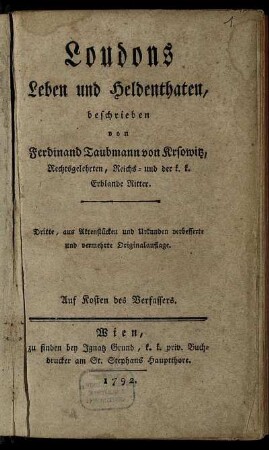 1
Loudons
Leben und Heldenthaten,
beschrieben
von
Ferdinand Taubmann von Krsowitz,
Rechtsgelehrten, Reichs- und der k. k.
Erblande Ritter.
Dritte, aus Aktenstücken und Urkunden verbesserte
und vermehrte Originalauflage.
Auf Kosten des Verfassers.
Wien,
zu finden bey Ignatz Grund, k. k. priv. Buch-
drucker am St. Stephans Hauptthore.
1792.